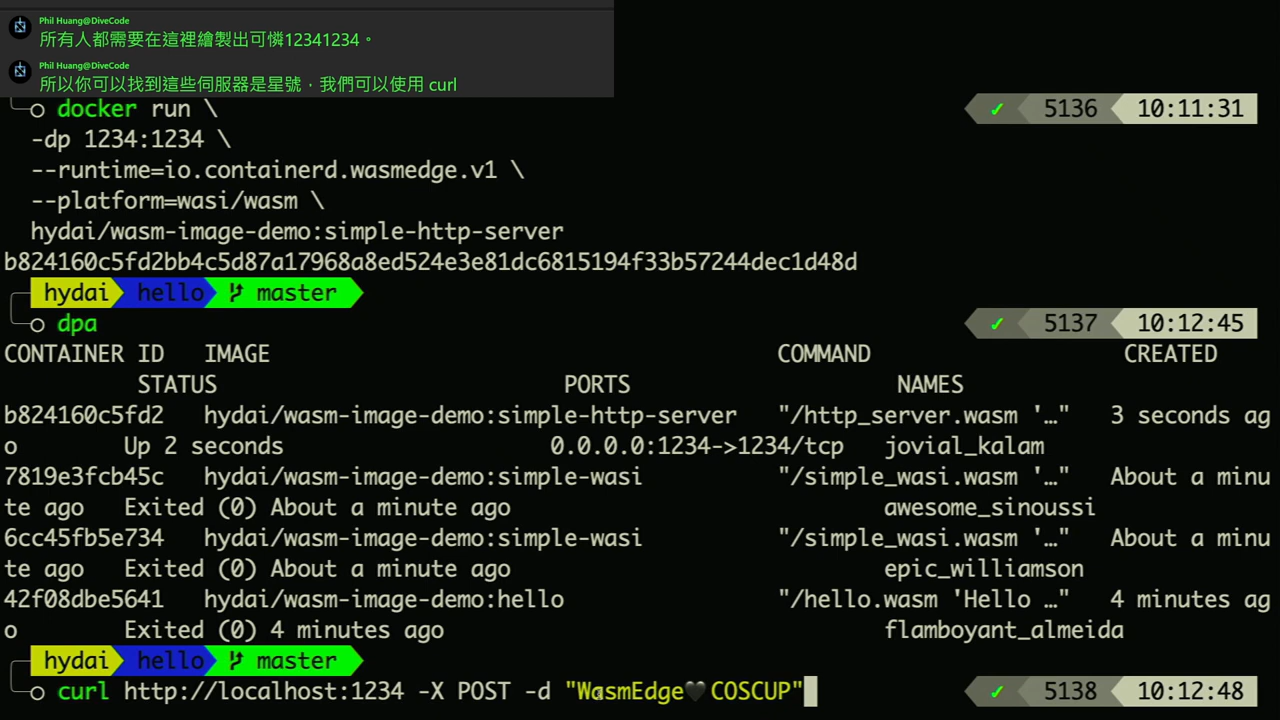 Phil Huang@DiveCode
所有人都需要在這裡繪製出可憐12341234。
Phil Huang@DiveCode
所以你可以找到這些伺服器是星號，我們可以使用 curl
docker run \ ✓ 5136 10:11:31
-dp 1234:1234 \
--runtime=io.containerd.wasmedge.v1 \
--platform=wasi/wasm \
hydai/wasm-image-demo:simple-http-server
b824160c5fd2bb4c5d87a17968a8ed524e3e81dc6815194f33b57244dec1d48d
hydai hello master
dpa ✓ 5137 10:12:45
CONTAINER ID IMAGE COMMAND CREATED
STATUS PORTS NAMES
b824160c5fd2 hydai/wasm-image-demo:simple-http-server "/http_server.wasm '…" 3 seconds ag
o Up 2 seconds 0.0.0.0:1234->1234/tcp jovial_kalam
7819e3fcb45c hydai/wasm-image-demo:simple-wasi "/simple_wasi.wasm '…" About a minu
te ago Exited (0) About a minute ago awesome_sinoussi
6cc45fb5e734 hydai/wasm-image-demo:simple-wasi "/simple_wasi.wasm '…" About a minu
te ago Exited (0) About a minute ago epic_williamson
42f08dbe5641 hydai/wasm-image-demo:hello "/hello.wasm 'Hello …" 4 minutes ag
o Exited (0) 4 minutes ago flamboyant_almeida
hydai hello master
curl http://localhost:1234 -X POST -d "WasmEdge🖤COSCUP" ✓ 5138 10:12:48